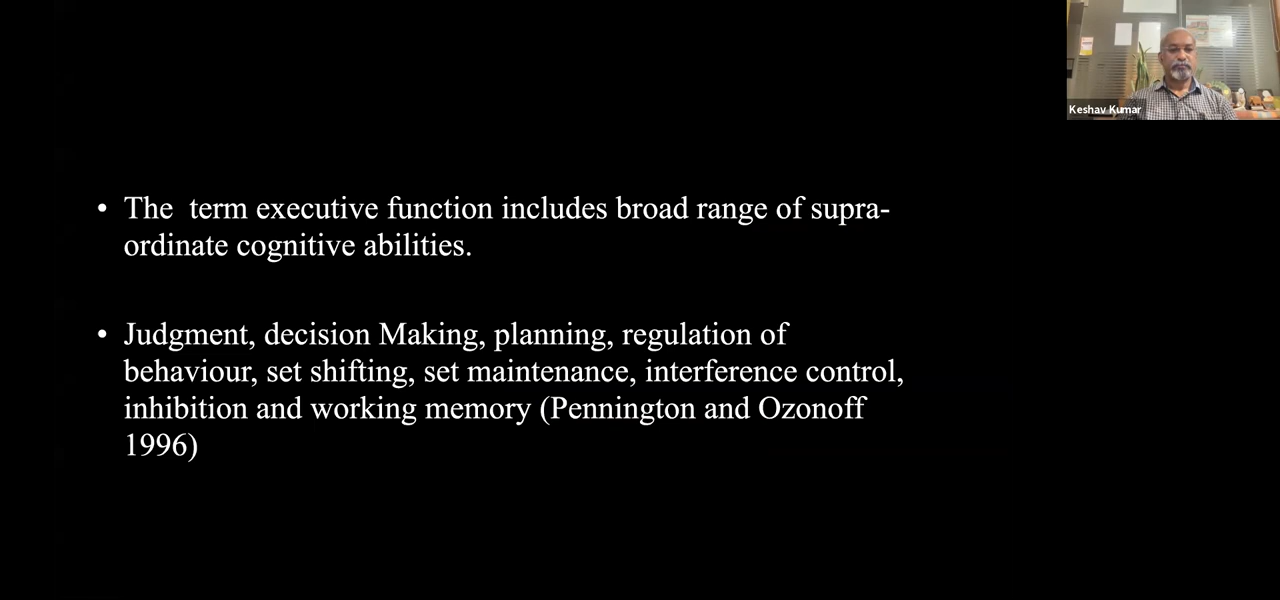 Keshav Kumar
• The term executive function includes broad range of supra-
ordinate cognitive abilities.
• Judgment, decision Making, planning, regulation of
behaviour, set shifting, set maintenance, interference control,
inhibition and working memory (Pennington and Ozonoff
1996)